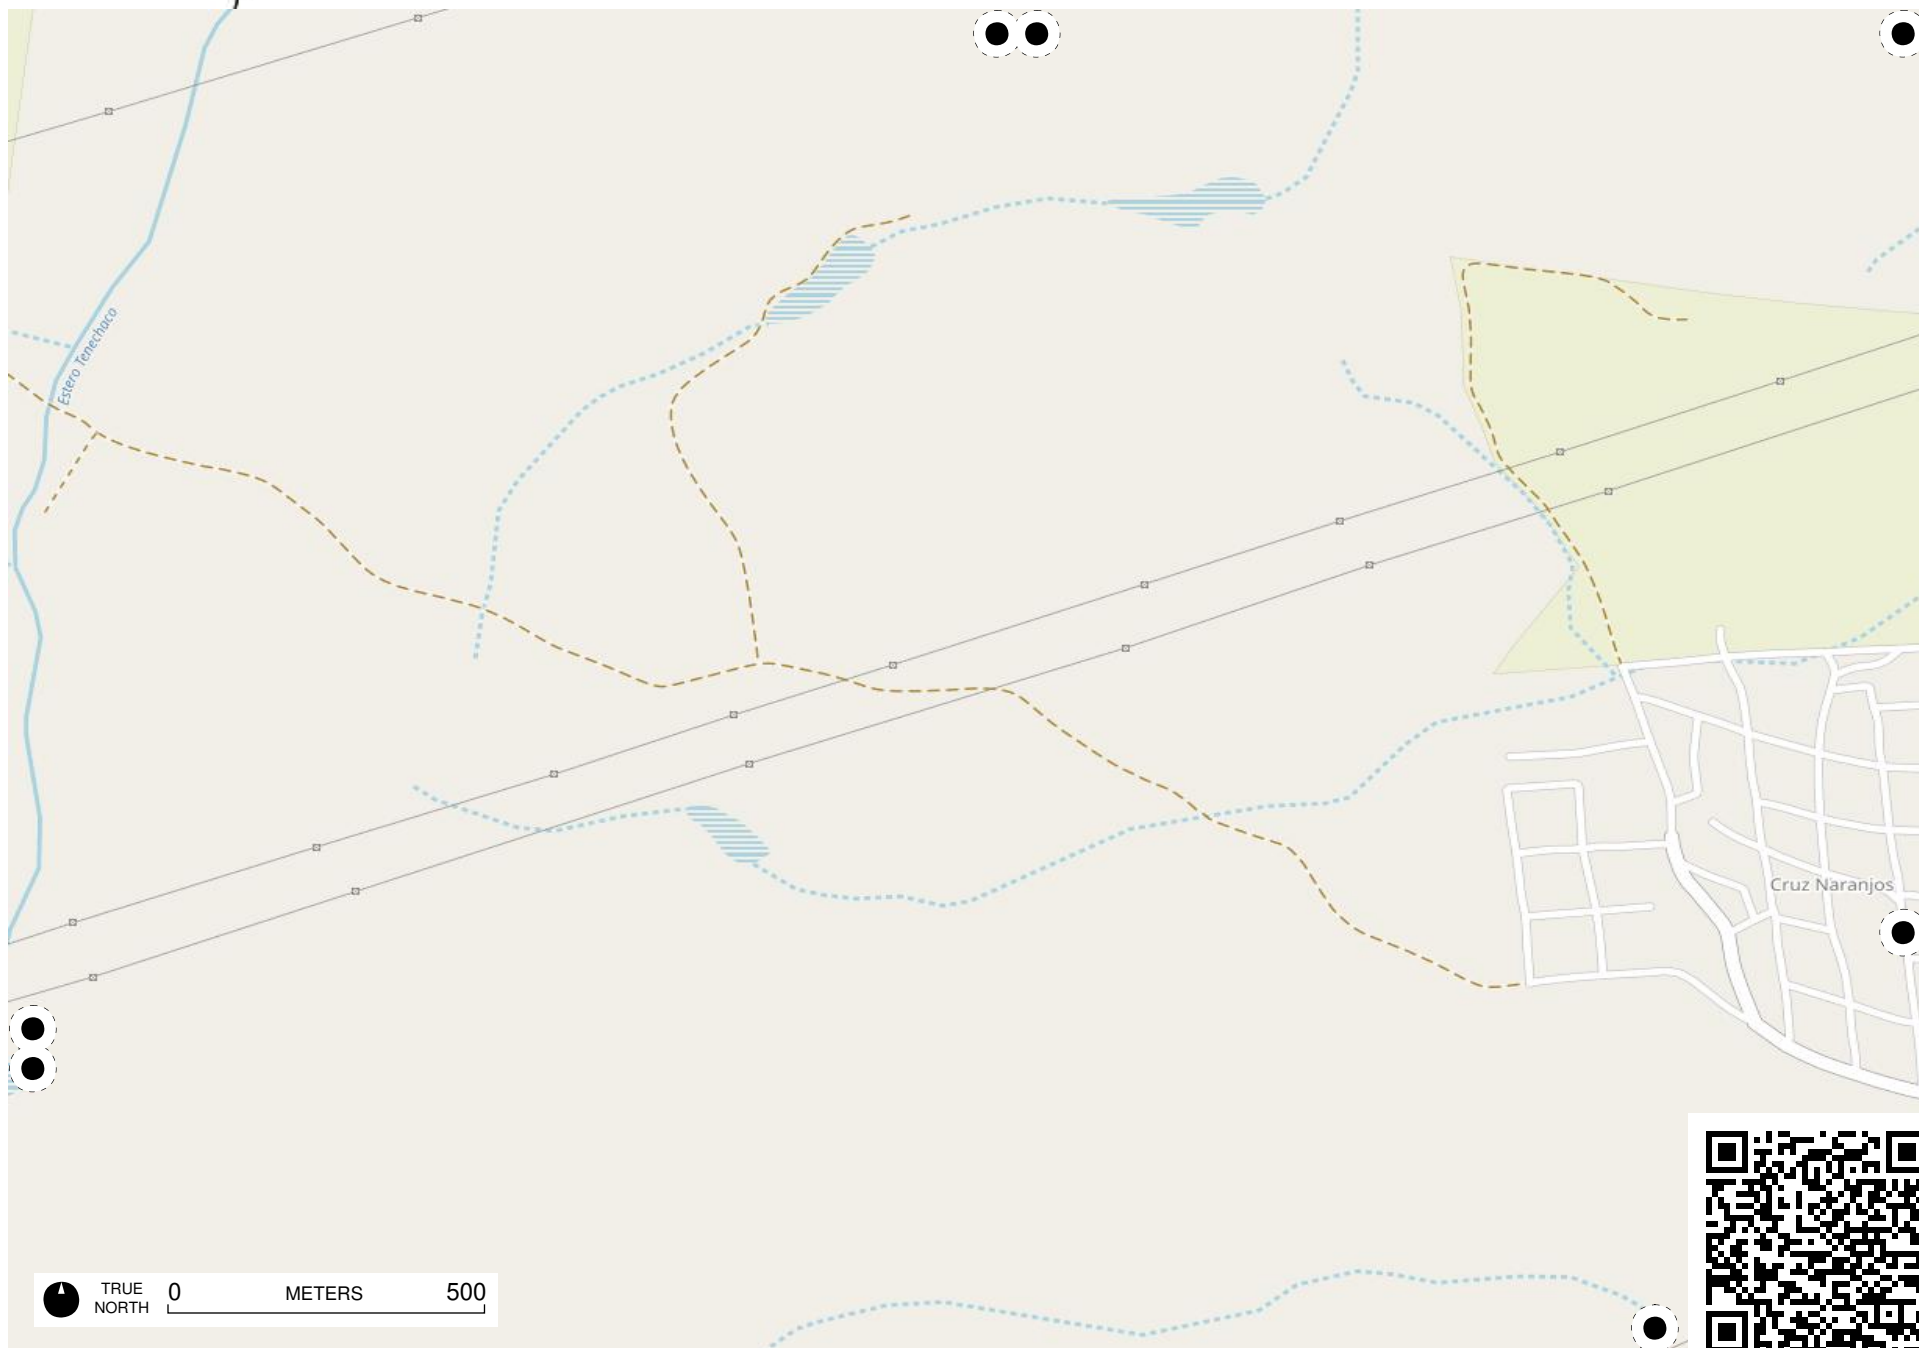 Estero Tenechaco
Cruz Naranjos
TRUE
NORTH
0 METERS 500